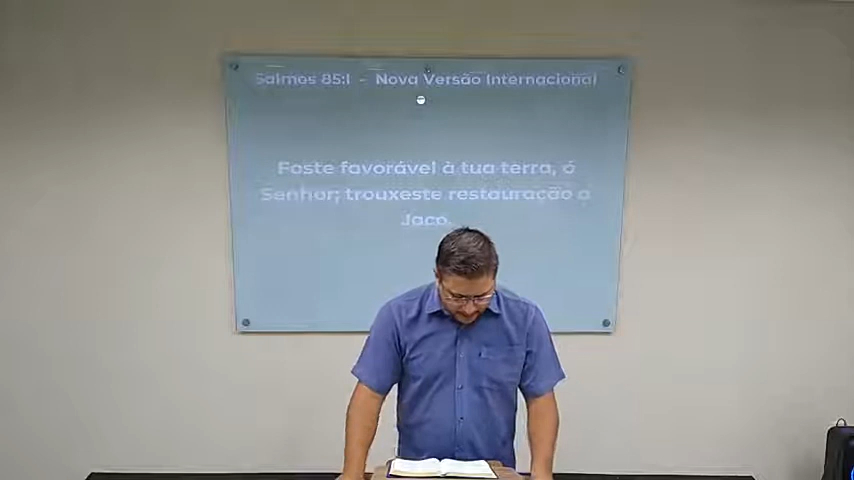 Salmos 85:1 - Nova Versão Internacional
Foste favorável à tua terra, ó
Senhor; trouxeste restauração a
Jacó.